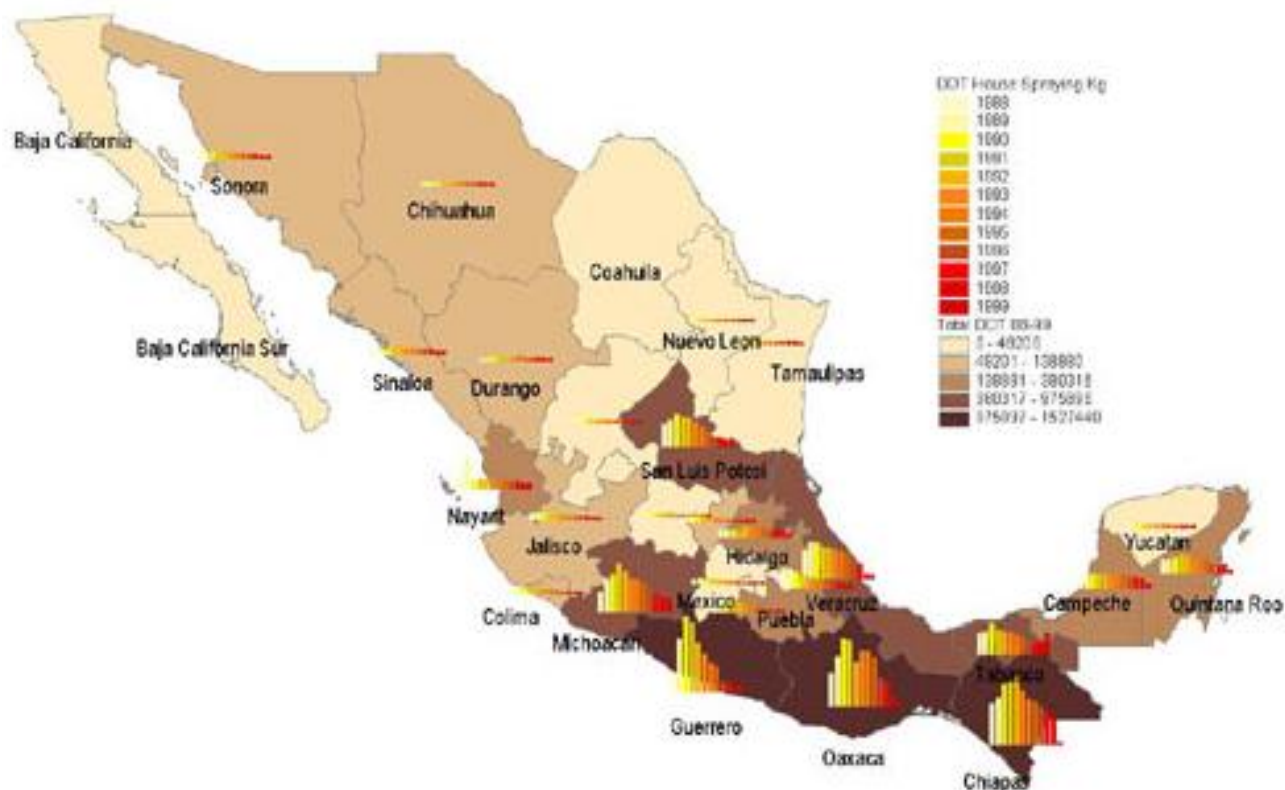 DDT House Spraying Kg
1988
1989
1990
1991
1992
1993
1994
1995
1996
1997
1998
1999
Total DDT 88-99
48201 - 138880
Baja California
Sonora
Chihuahua
Coahuila
Baja California Sur
Sinaloa
Durango
Nuevo Leon
Tamaulipas
San Luis Potosi
Nayarit
Jalisco
Hidalgo
Yucatan
Colima
Mexico
Veracruz
Campeche
Quintana Roo
Michoacan
Puebla
Tabasco
Guerrero
Oaxaca
Chiapas